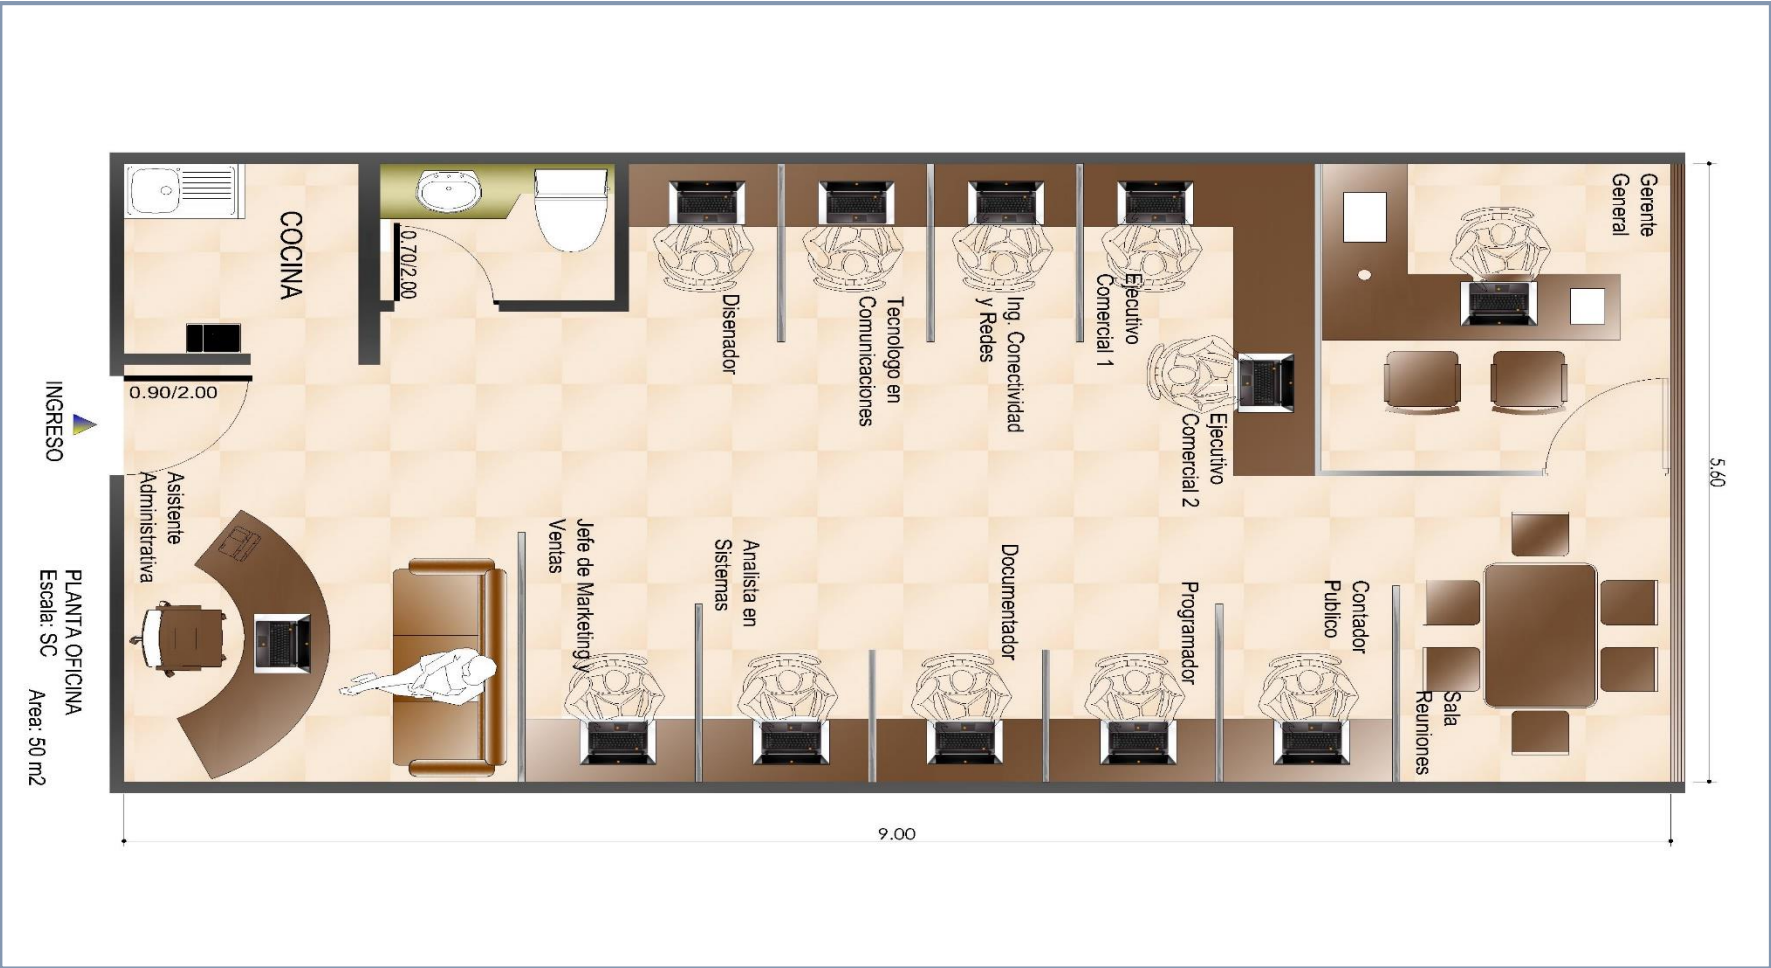 COCINA
0.70/2.00
0.90/2.00
INGRESO
Asistente
Administrativa
PLANTA OFICINA
Escala: SC
Area: 50 m2
Disenador
Tecnologo en
Comunicaciones
Ing. Conectividad
y Redes
Ejecutivo
Comercial 1
Ejecutivo
Comercial 2
Gerente
General
Jefe de Marketing y
Ventas
Analista en
Sistemas
Documentador
Programador
Contador
Publico
Sala
Reuniones
5.60
9.00